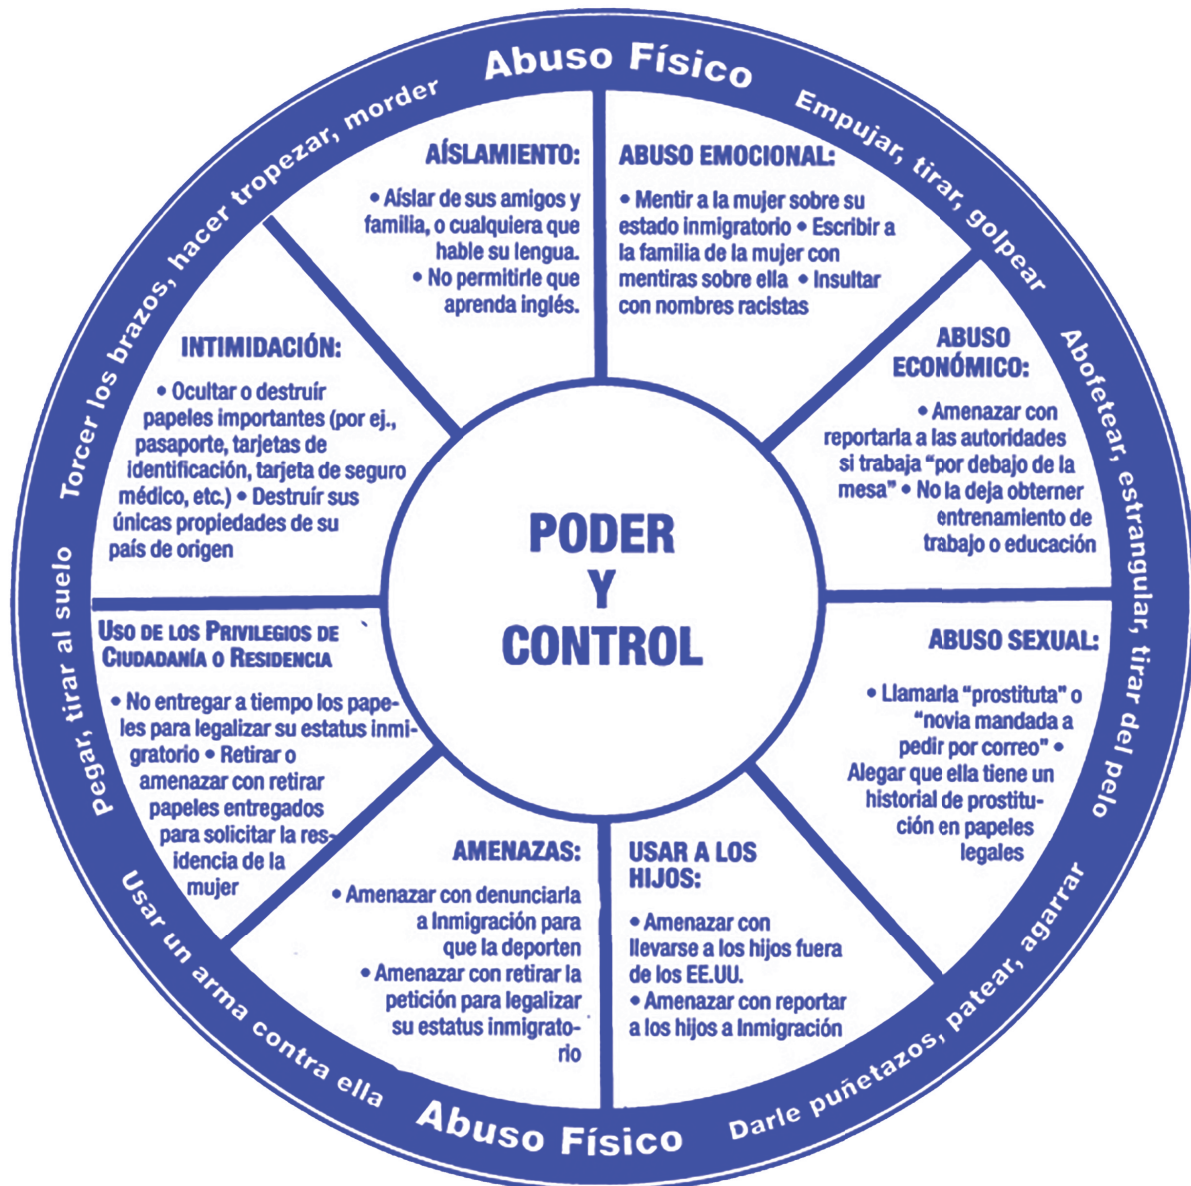 Abuso Físico
Empujar, tirar, golpear
Abofetear, estrangular, tirar del pelo
Darle puñetazos, patear, agarrar
Abuso Físico
Usar un arma contra ella
Pegar, tirar al suelo
Torcer los brazos, hacer tropezar, morder
AÍSLAMIENTO:
• Aíslar de sus amigos y
familia, o cualquiera que
hable su lengua.
• No permitirle que
aprenda inglés.
ABUSO EMOCIONAL:
• Mentir a la mujer sobre su
estado inmigratorio • Escribir a
la familia de la mujer con
mentiras sobre ella • Insultar
con nombres racistas
ABUSO
ECONÓMICO:
• Amenazar con
reportarla a las autoridades
si trabaja “por debajo de la
mesa” • No la deja obterner
entrenamiento de
trabajo o educación
ABUSO SEXUAL:
• Llamarla “prostituta” o
“novia mandada a
pedir por correo” •
Alegar que ella tiene un
historial de prostitu-
ción en papeles
legales
USAR A LOS
HIJOS:
• Amenazar con
llevarse a los hijos fuera
de los EE.UU.
• Amenazar con reportar
a los hijos a Inmigración
AMENAZAS:
• Amenazar con denunciarla
a Inmigración para
que la deporten
• Amenazar con retirar la
petición para legalizar
su estatus inmigrato-
rio
USO DE LOS PRIVILEGIOS DE
CIUDADANÍA O RESIDENCIA
• No entregar a tiempo los pape-
les para legalizar su estatus inmi-
gratorio • Retirar o
amenazar con retirar
papeles entregados
para solicitar la res-
idencia de la
mujer
INTIMIDACIÓN:
• Ocultar o destruír
papeles importantes (por ej.,
pasaporte, tarjetas de
identificación, tarjeta de seguro
médico, etc.) • Destruír sus
únicas propiedades de su
país de origen
PODER
Y
CONTROL